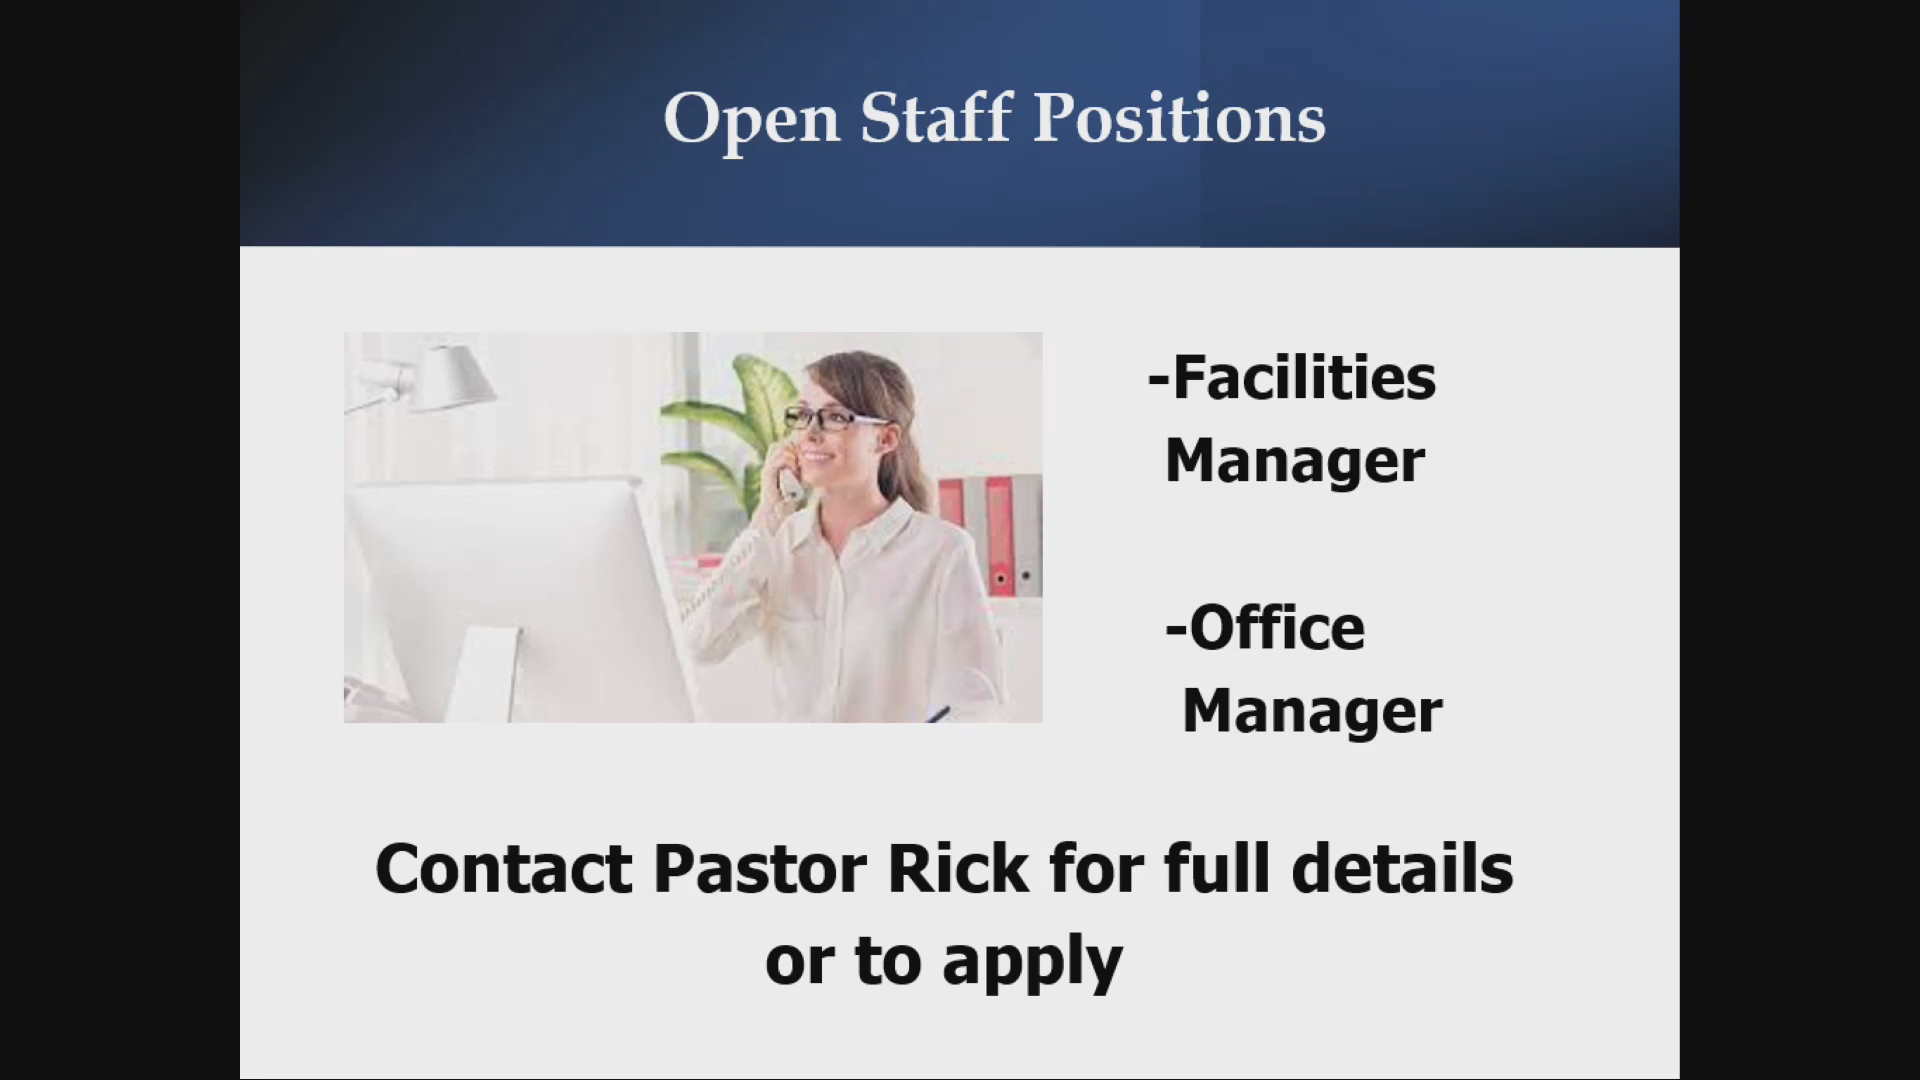 Open Staff Positions
-Facilities
Manager
-Office
Manager
Contact Pastor Rick for full details
or to apply